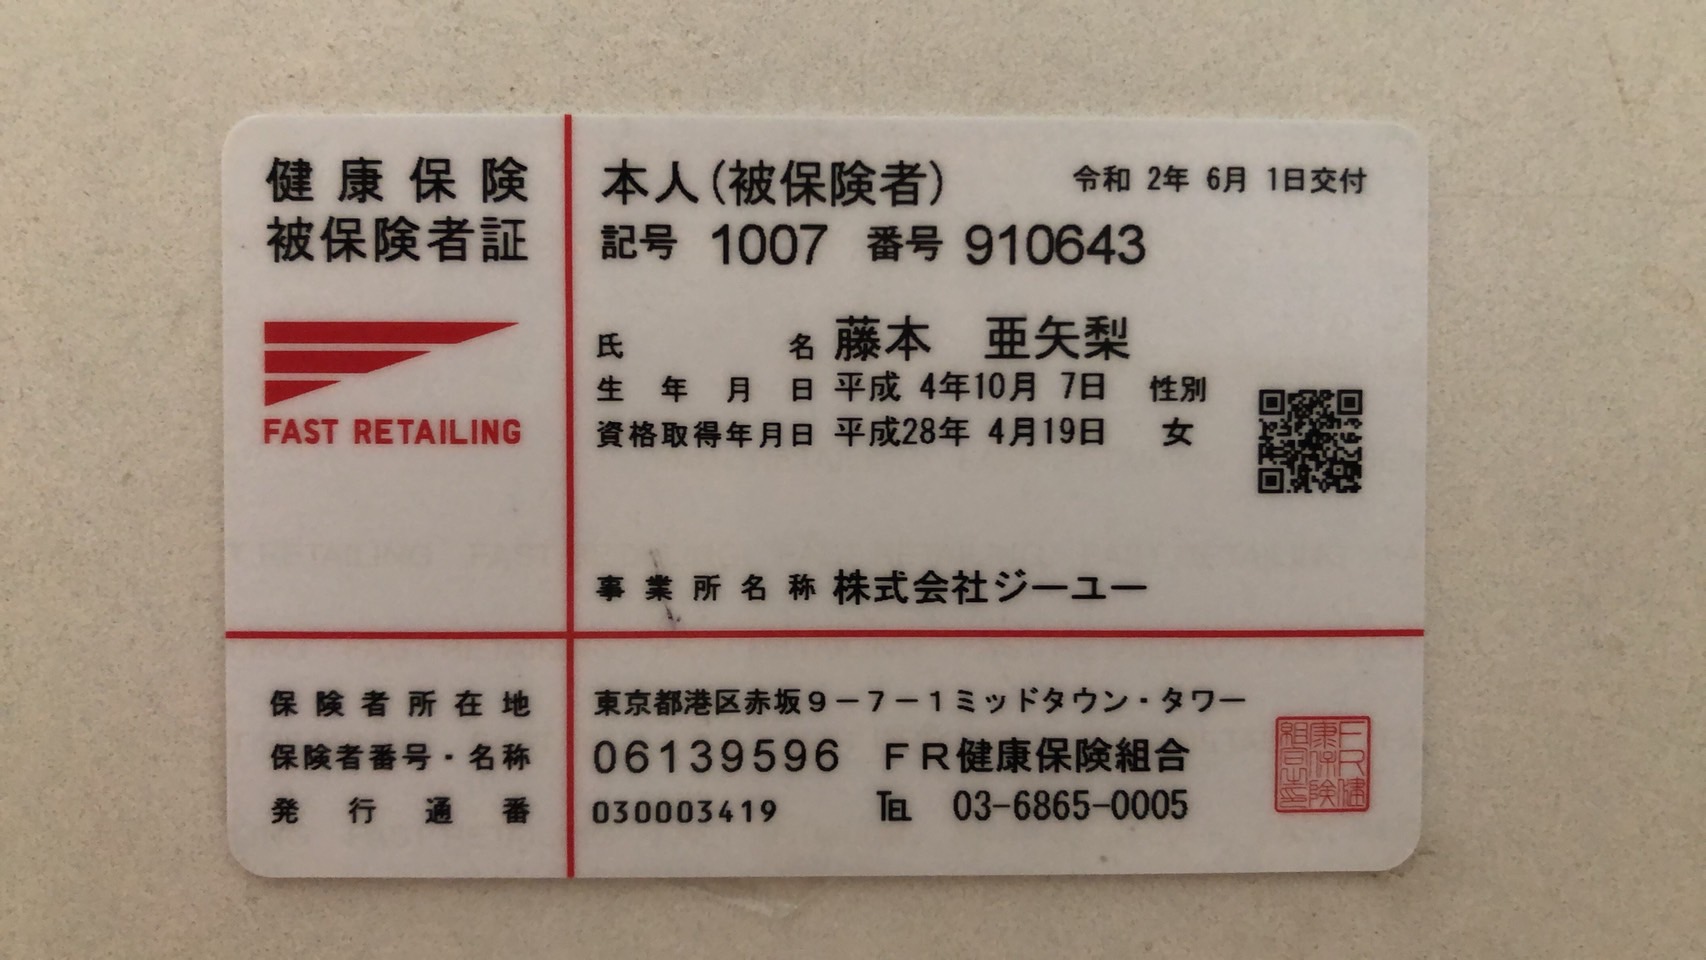 健康保険
被保険者証
FAST RETAILING
本人(被保険者)
令和 2年 6月 1日交付
記号 1007 番号 910643
氏名 藤本 亜矢梨
生年月日 平成 4年10月 7日 性別
資格取得年月日 平成28年 4月19日 女
事業所名称 株式会社ジーユー
保険者所在地 東京都港区赤坂9-7-1ミッドタウン・タワー
保険者番号・名称 06139596 FR健康保険組合
発行通番 030003419 TEL 03-6865-0005